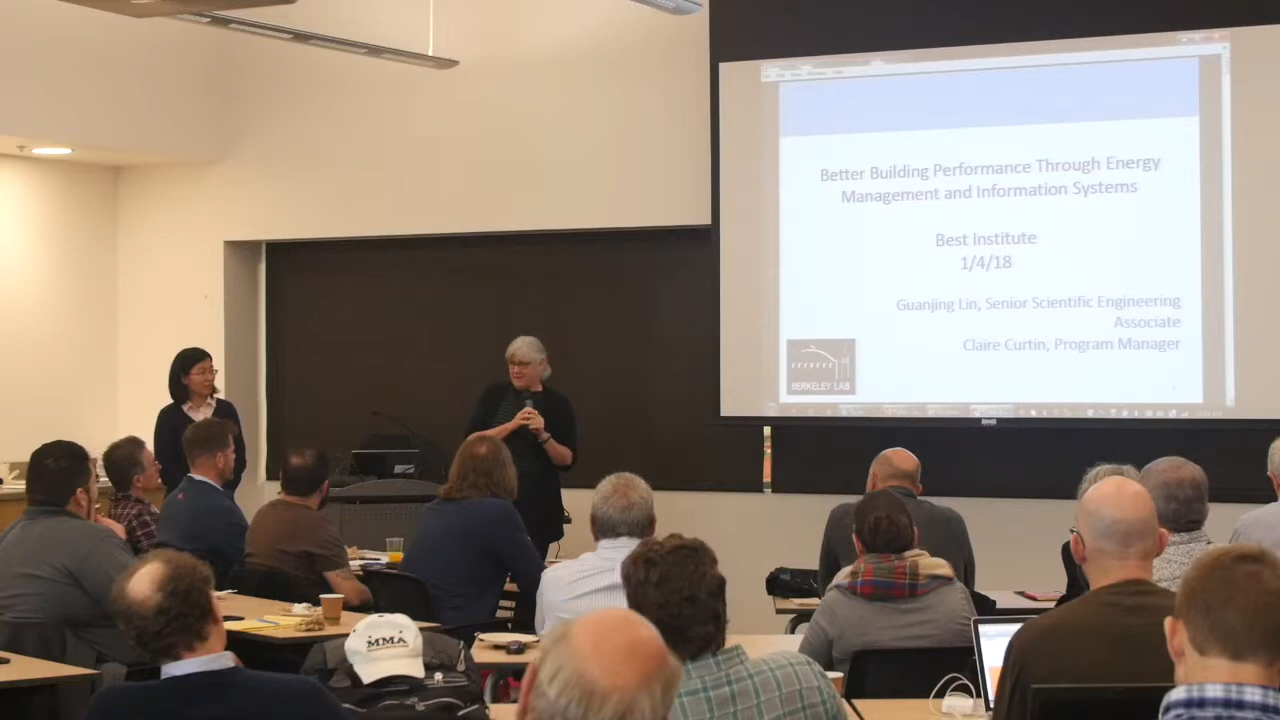 Better Building Performance Through Energy
Management and Information Systems
Best Institute
1/4/18
Guanjing Lin, Senior Scientific Engineering
Associate
Claire Curtin, Program Manager
BERKELEY LAB
MMA